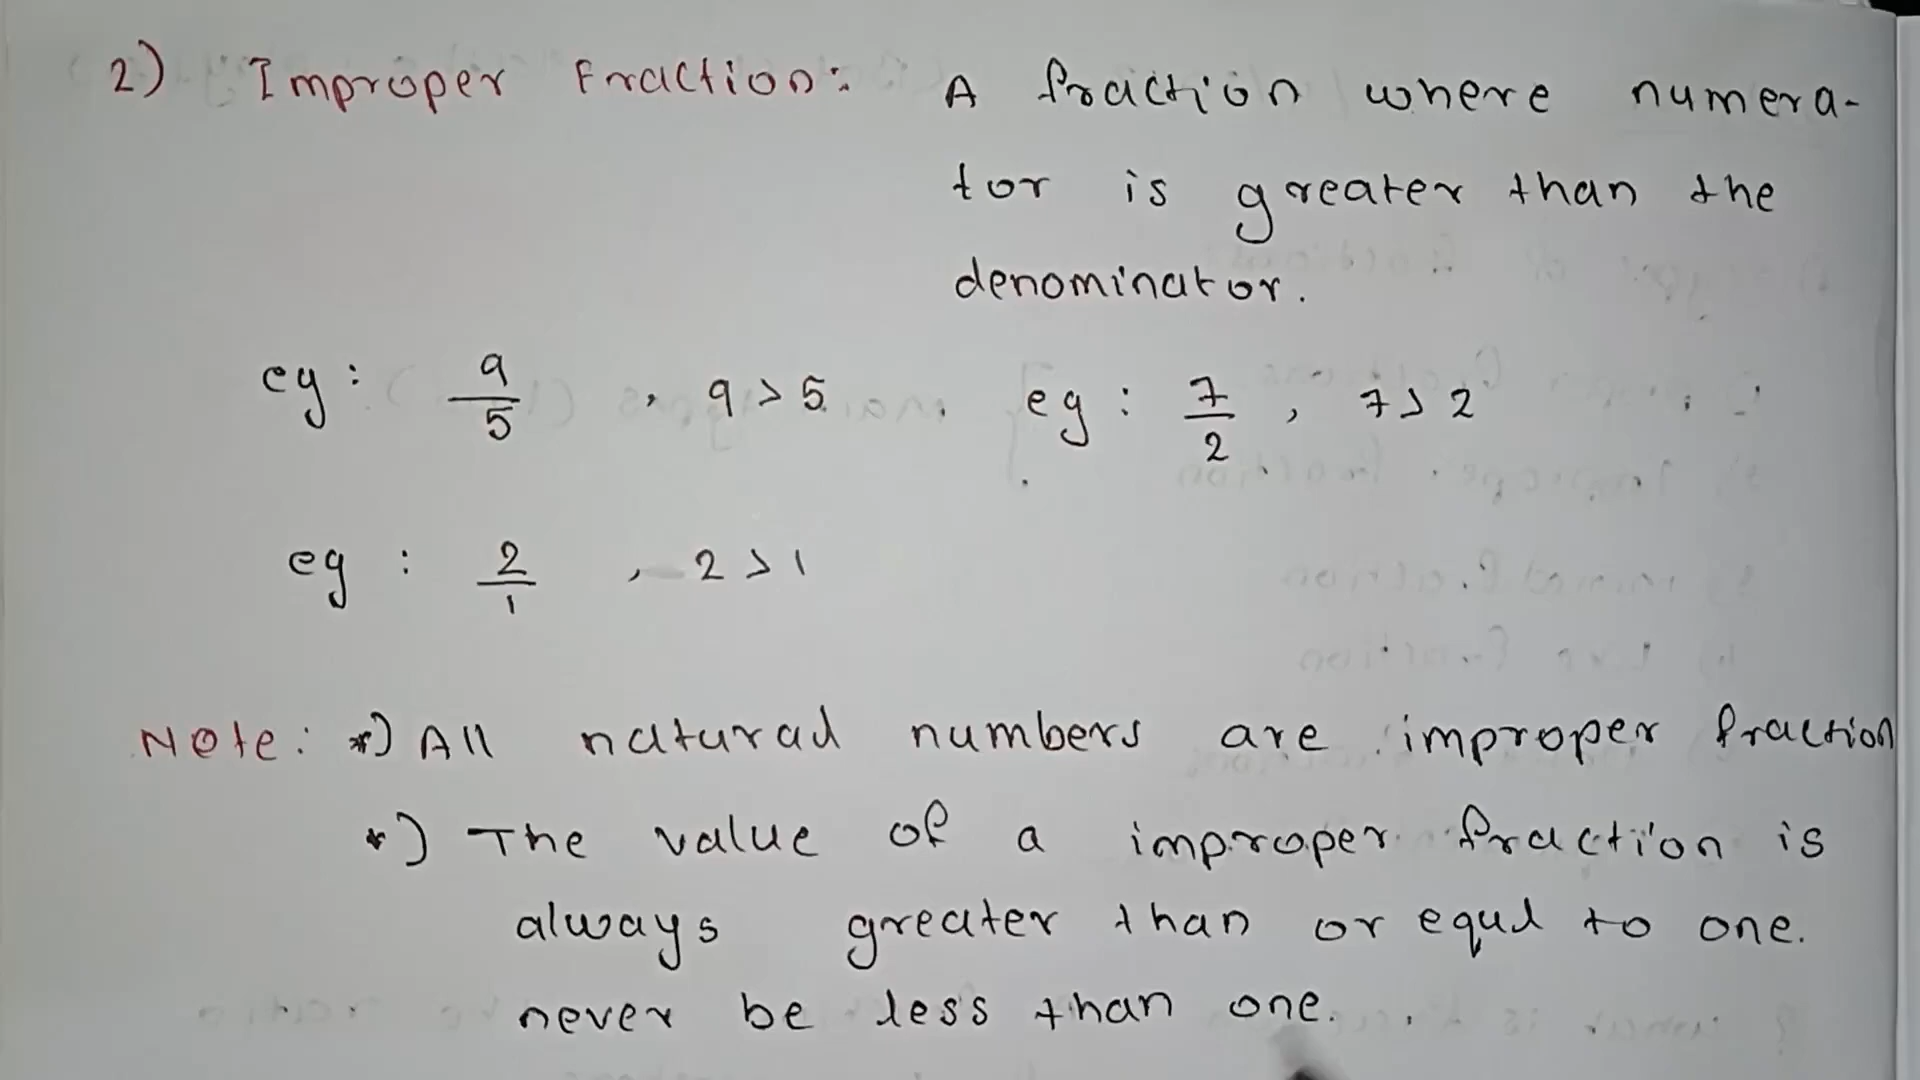 2) Improper Fraction: A fraction where numera-
tor is greater than the
denominator.
eg: 9/5 , 9 > 5. eg: 7/2 , 7 > 2
eg: 2/1 , 2 > 1
Note: *) All natural numbers are improper fraction
*) The value of a improper fraction is
always greater than or equl to one.
never be less than one.